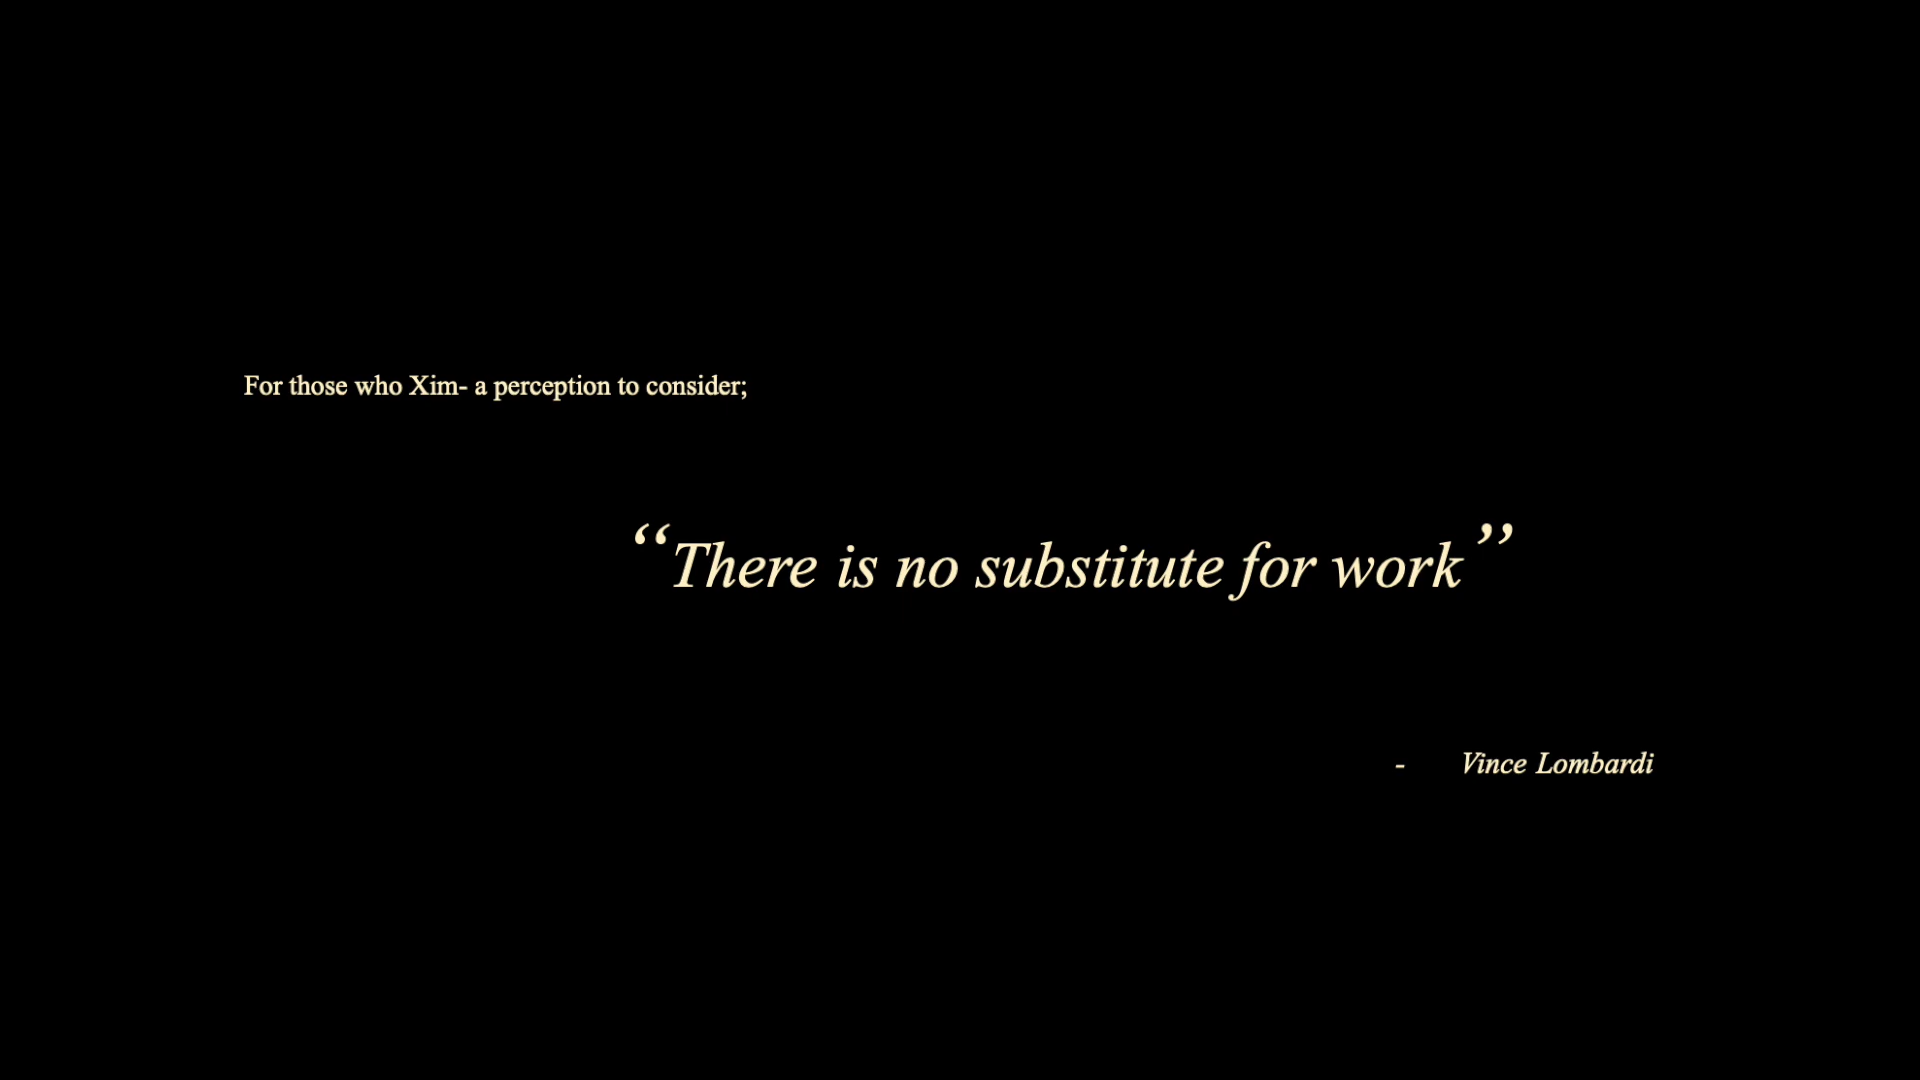 For those who Xim- a perception to consider;
“There is no substitute for work”
- Vince Lombardi